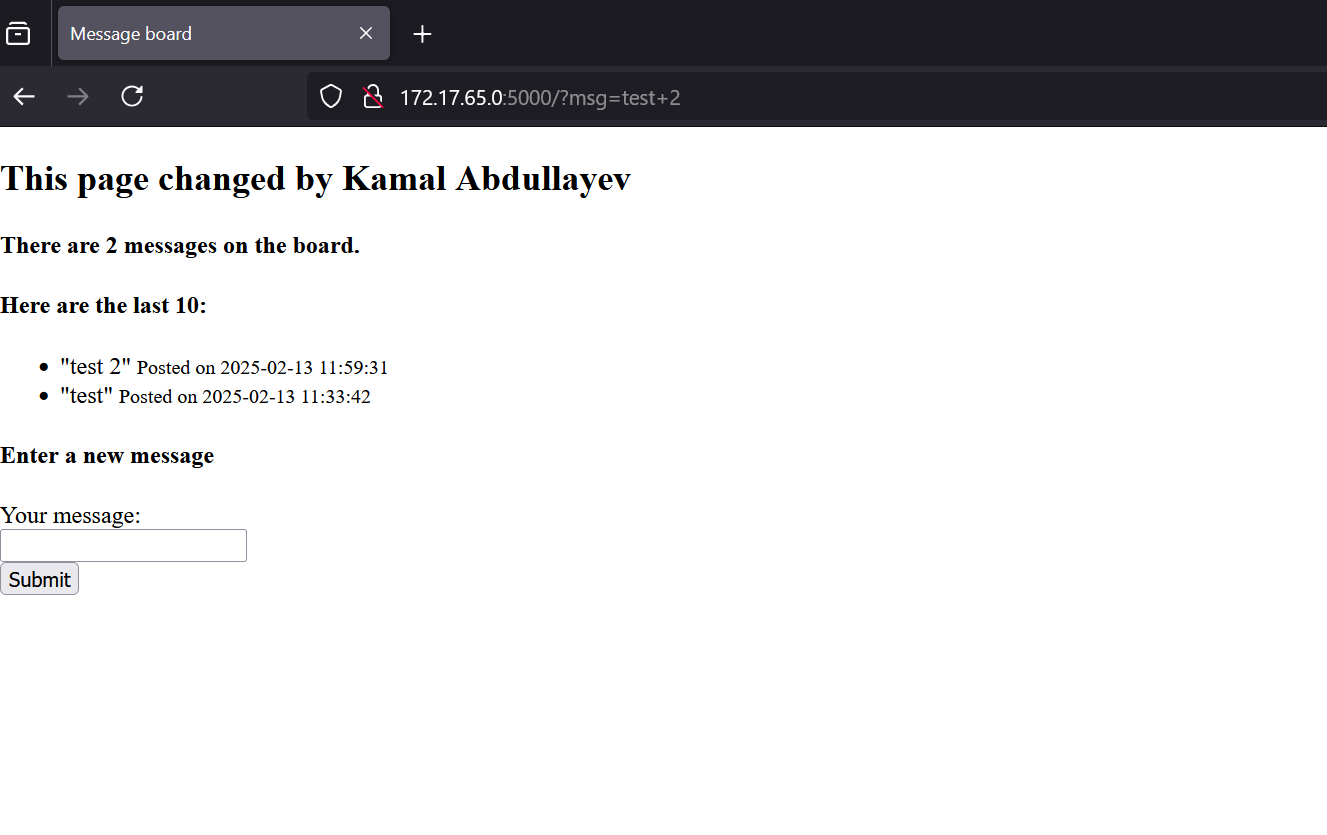 Message board
172.17.65.0:5000/?msg=test+2
This page changed by Kamal Abdullayev
There are 2 messages on the board.
Here are the last 10:
"test 2" Posted on 2025-02-13 11:59:31
"test" Posted on 2025-02-13 11:33:42
Enter a new message
Your message:
Submit